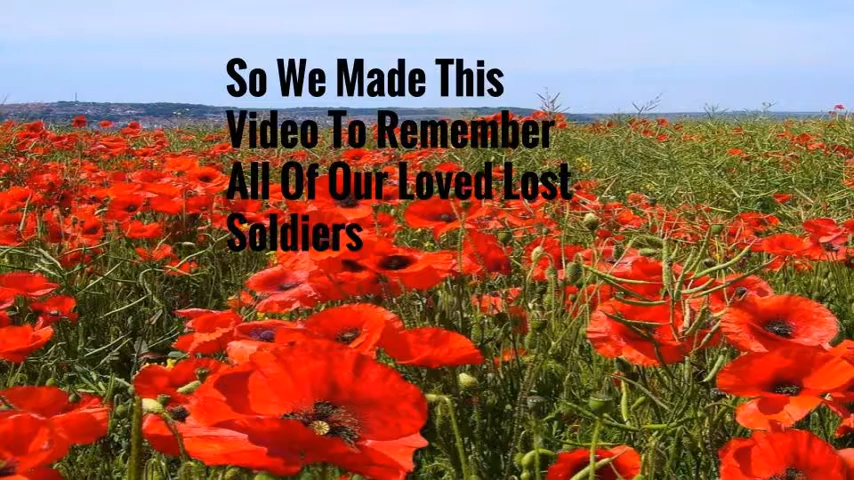 So We Made This
Video To Remember
All Of Our Loved Lost
Soldiers